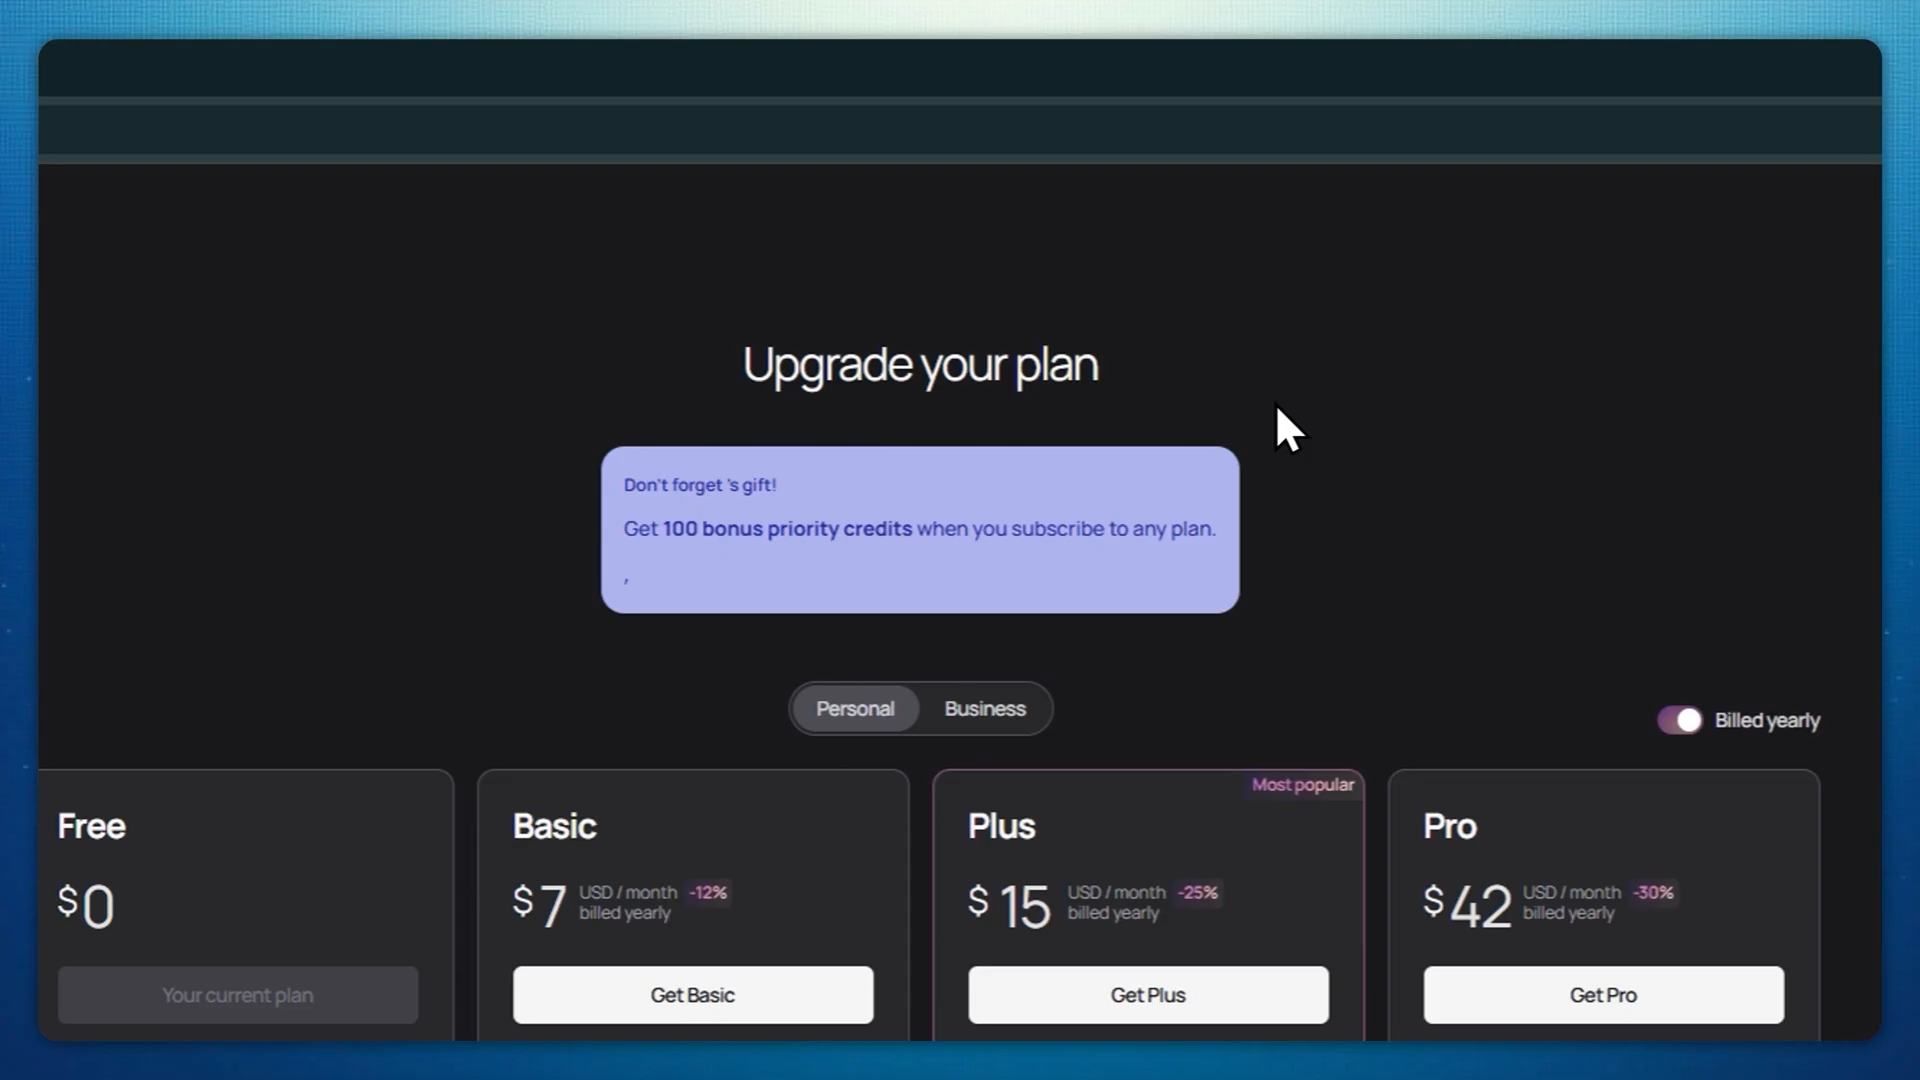 Upgrade your plan
Don't forget 's gift!
Get 100 bonus priority credits when you subscribe to any plan.
,
Personal
Business
Billed yearly
Free
$0
Your current plan
Basic
$7 USD / month -12%
billed yearly
Get Basic
Most popular
Plus
$15 USD / month -25%
billed yearly
Get Plus
Pro
$42 USD / month -30%
billed yearly
Get Pro